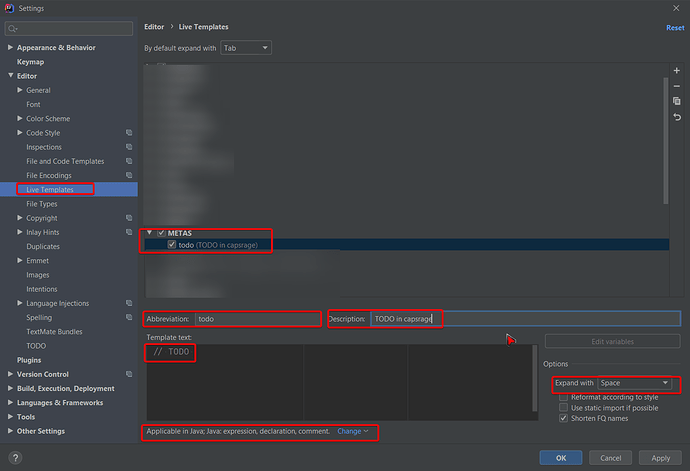 Settings
Editor › Live Templates
Reset
By default expand with Tab
Appearance & Behavior
Keymap
Editor
General
Font
Color Scheme
Code Style
Inspections
File and Code Templates
File Encodings
Live Templates
File Types
Copyright
Inlay Hints
Duplicates
Emmet
Images
Intentions
Language Injections
Spelling
TextMate Bundles
TODO
Plugins
Version Control
Build, Execution, Deployment
Languages & Frameworks
Tools
Other Settings
METAS
todo (TODO in capsrage)
Abbreviation: todo
Description: TODO in capsrage
Template text:
// TODO
Edit variables
Options
Expand with Space
Reformat according to style
Use static import if possible
Shorten FQ names
Applicable in Java; Java: expression, declaration, comment. Change
?
OK
Cancel
Apply